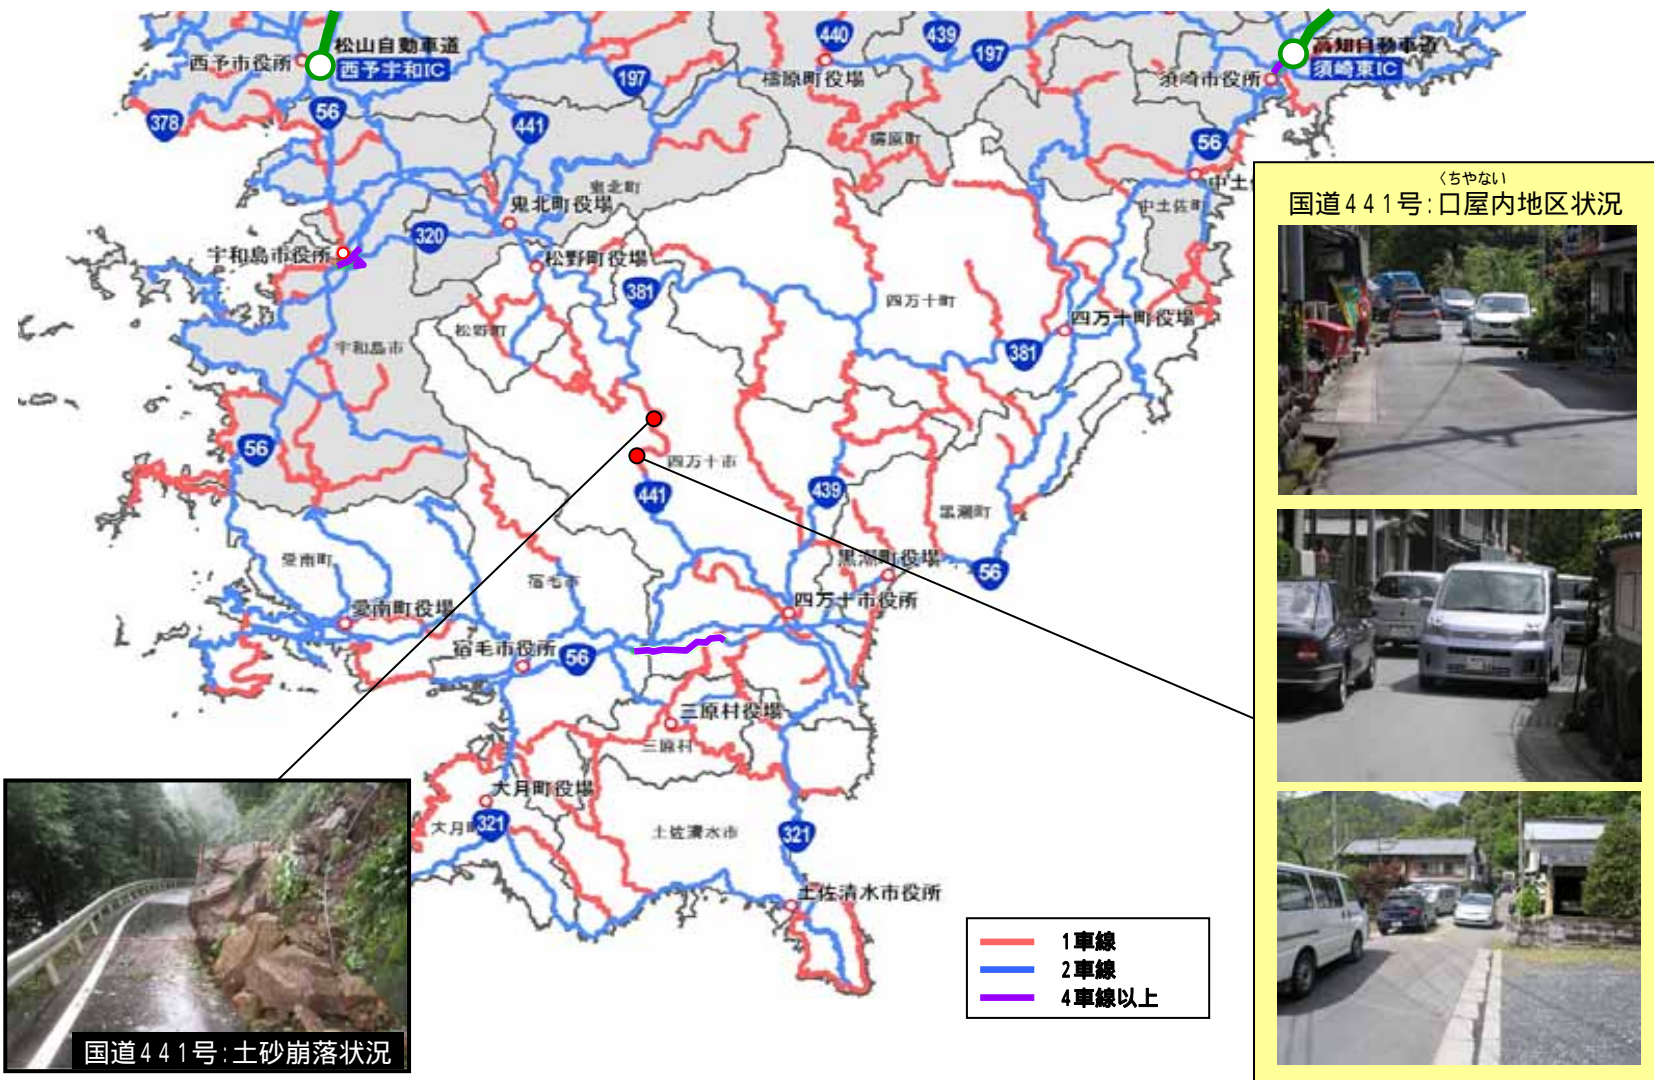 440
439
197
松山自動車道
西予市役所
西予宇和IC
高知自動車道
須崎東IC
須崎市役所
梼原町役場
197
378
56
441
56
梼原町
鬼北町
鬼北町役場
中土佐町
320
宇和島市役所
松野町役場
381
四万十町
四万十町役場
松野町
宇和島市
381
56
四万十市
441
439
黒潮町
黒潮町役場
56
愛南町
宿毛市
四万十市役所
愛南町役場
宿毛市役所
56
三原村役場
三原村
大月町役場
大月町
321
土佐清水市
321
土佐清水市役所
くちやない
国道441号:口屋内地区状況
1車線
2車線
4車線以上
国道441号:土砂崩落状況